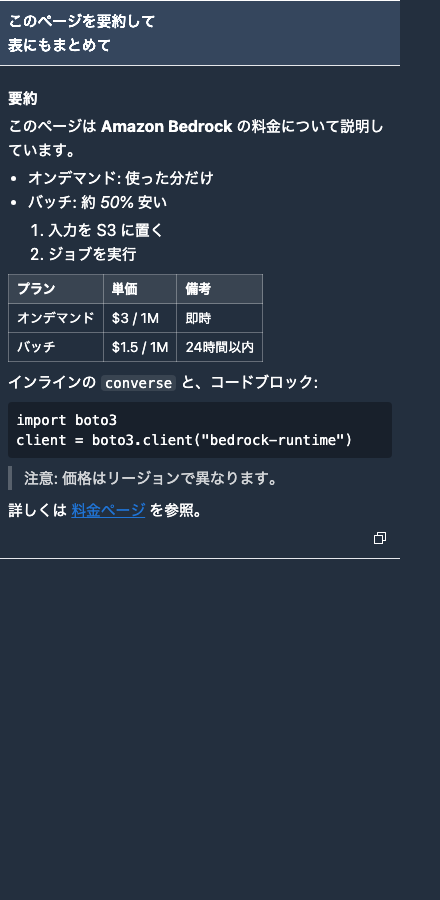 このページを要約して
表にもまとめて
要約
このページは Amazon Bedrock の料金について説明し
ています。
• オンデマンド: 使った分だけ
• バッチ: 約 50% 安い
1. 入力を S3 に置く
2. ジョブを実行
プラン 単価 備考
オンデマンド $3 / 1M 即時
バッチ $1.5 / 1M 24時間以内
インラインの converse と、コードブロック:
import boto3
client = boto3.client("bedrock-runtime")
注意: 価格はリージョンで異なります。
詳しくは 料金ページ を参照。